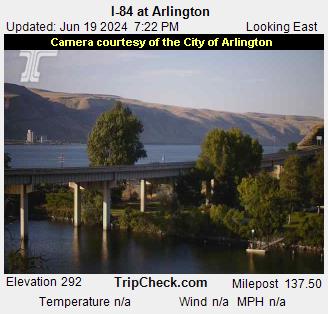 I-84 at Arlington
Updated: Jun 19 2024 7:22 PM Looking East
Camera courtesy of the City of Arlington
Elevation 292 TripCheck.com Milepost 137.50
Temperature n/a Wind n/a MPH n/a